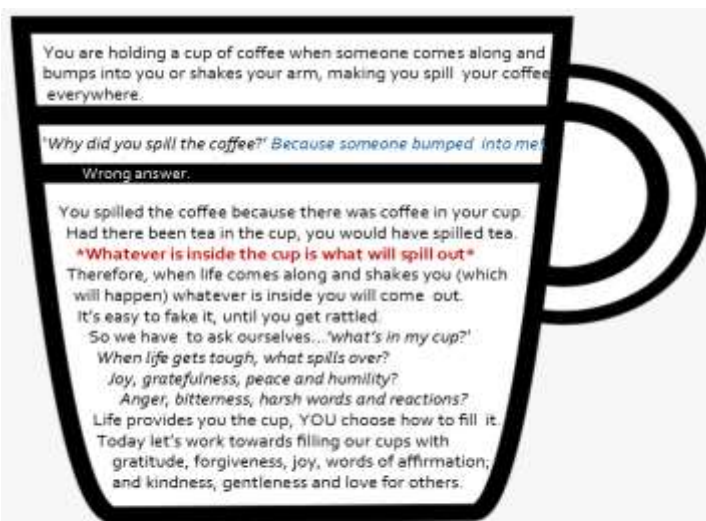 You are holding a cup of coffee when someone comes along and
bumps into you or shakes your arm, making you spill your coffee
everywhere.
'Why did you spill the coffee?' Because someone bumped into me!
Wrong answer.
You spilled the coffee because there was coffee in your cup.
Had there been tea in the cup, you would have spilled tea.
*Whatever is inside the cup is what will spill out*
Therefore, when life comes along and shakes you (which
will happen) whatever is inside you will come out.
It's easy to fake it, until you get rattled.
So we have to ask ourselves...'what's in my cup?'
When life gets tough, what spills over?
Joy, gratefulness, peace and humility?
Anger, bitterness, harsh words and reactions?
Life provides you the cup, YOU choose how to fill it.
Today let's work towards filling our cups with
gratitude, forgiveness, joy, words of affirmation;
and kindness, gentleness and love for others.